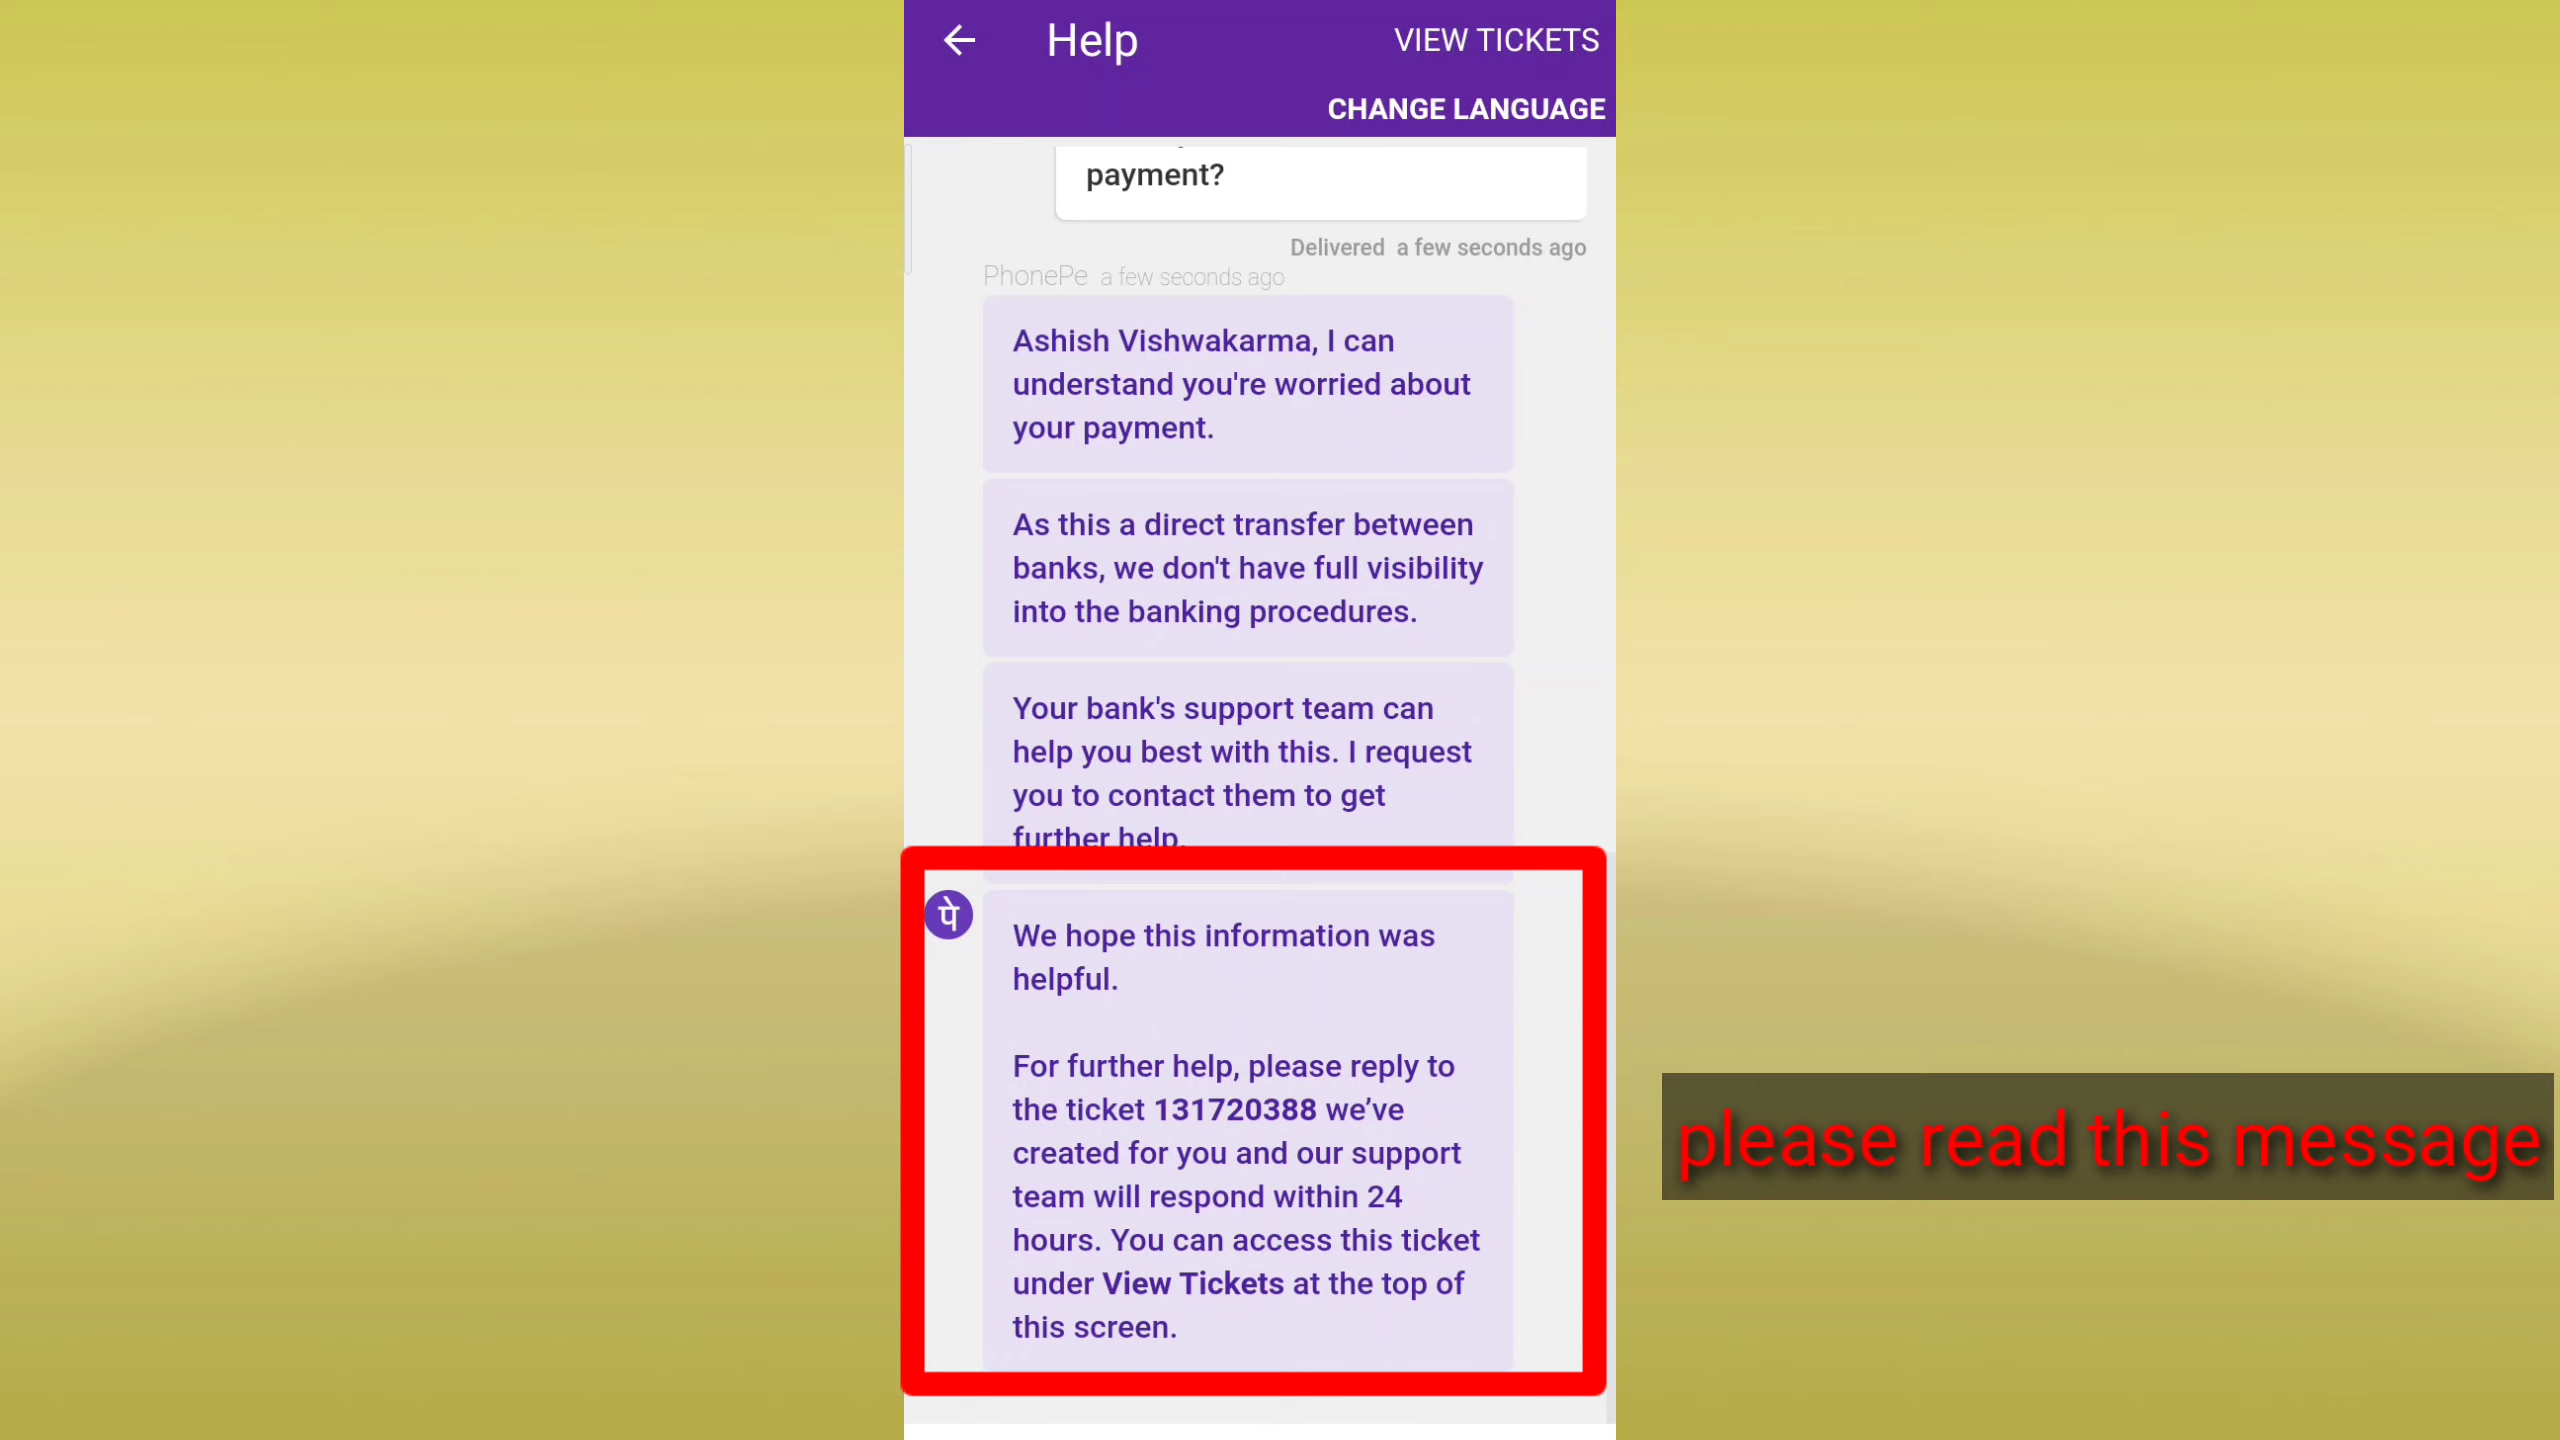 Help
VIEW TICKETS
CHANGE LANGUAGE
payment?
Delivered a few seconds ago
PhonePe a few seconds ago
Ashish Vishwakarma, I can
understand you're worried about
your payment.
As this a direct transfer between
banks, we don't have full visibility
into the banking procedures.
Your bank's support team can
help you best with this. I request
you to contact them to get
further help.
पे
We hope this information was
helpful.
For further help, please reply to
the ticket 131720388 we’ve
created for you and our support
team will respond within 24
hours. You can access this ticket
under View Tickets at the top of
this screen.
please read this message